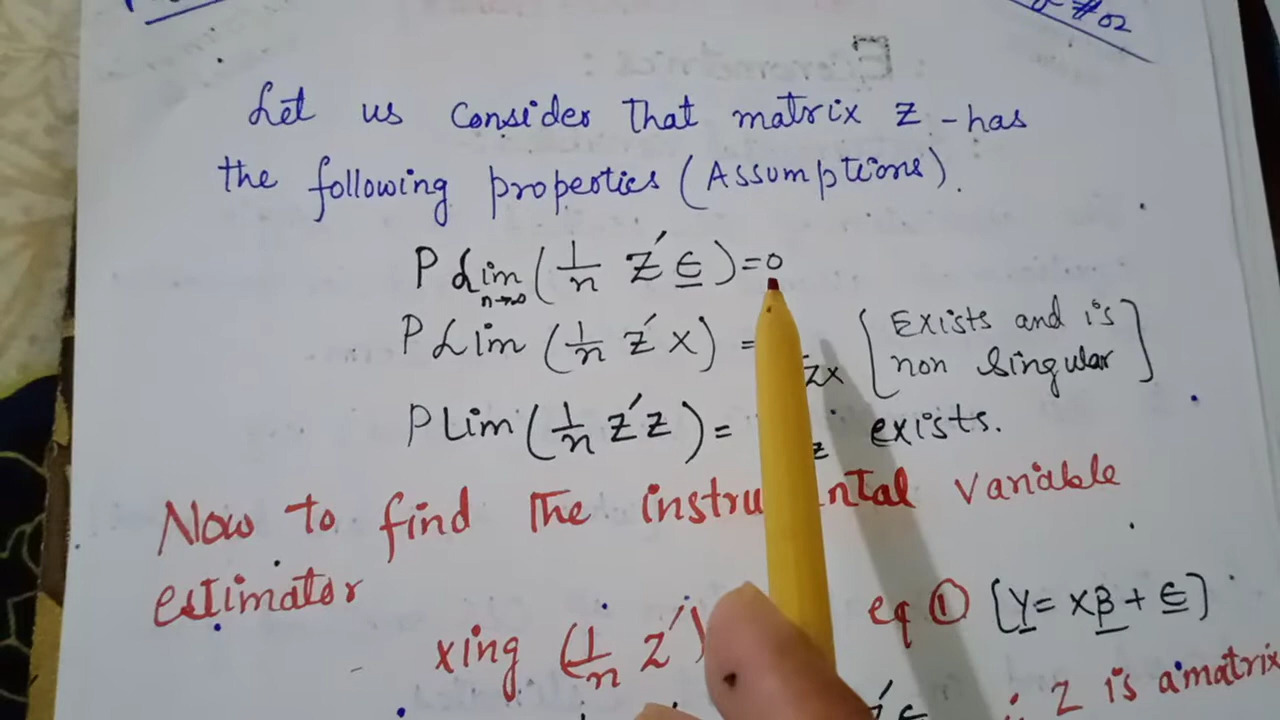 #02
Let us consider that matrix Z - has
the following properties (Assumptions).
P Lim n→∞ (1/n Z′ε) = 0
P Lim (1/n Z′X) = ZX [Exists and is non Singular]
P Lim (1/n Z′Z) = z exists.
Now to find the instru ntal variable
estimator
xing (1/n Z′) eq ① [Y = Xβ + ε]
Z is a matrix